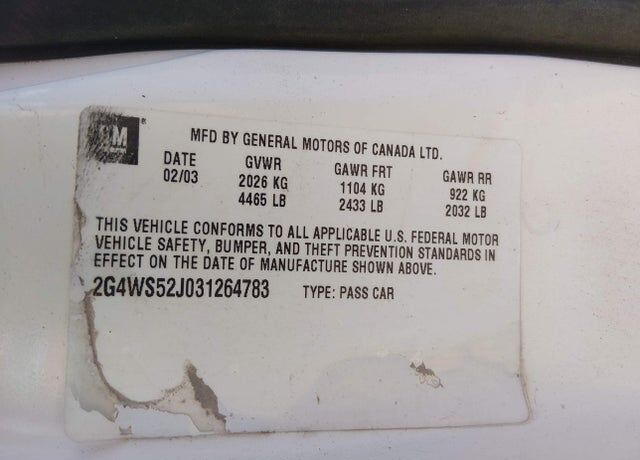 GM ®
MFD BY GENERAL MOTORS OF CANADA LTD.
DATE GVWR GAWR FRT GAWR RR
02/03 2026 KG 1104 KG 922 KG
4465 LB 2433 LB 2032 LB
THIS VEHICLE CONFORMS TO ALL APPLICABLE U.S. FEDERAL MOTOR
VEHICLE SAFETY, BUMPER, AND THEFT PREVENTION STANDARDS IN
EFFECT ON THE DATE OF MANUFACTURE SHOWN ABOVE.
2G4WS52J031264783 TYPE: PASS CAR